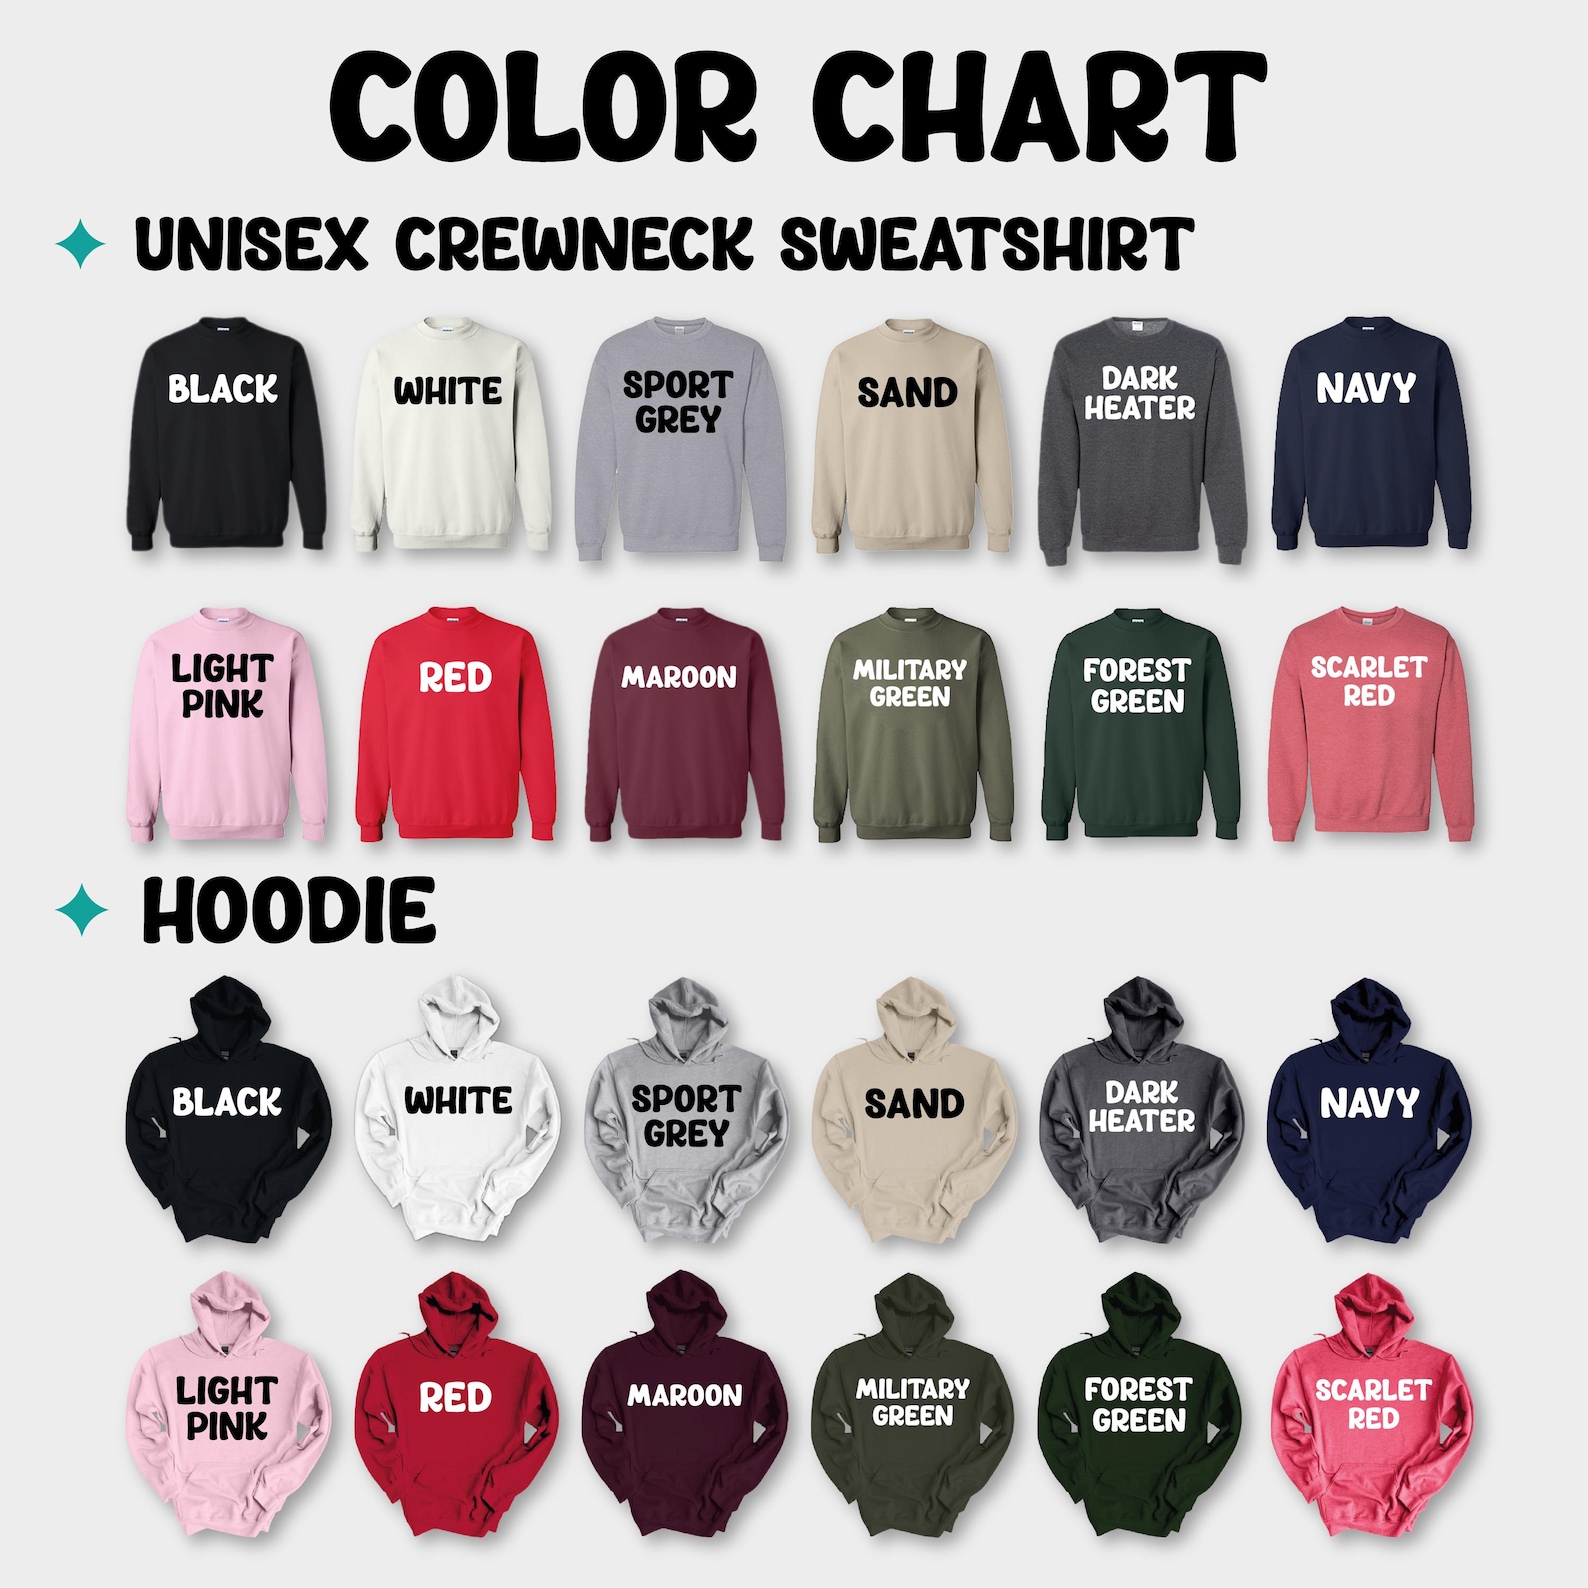 COLOR CHART
UNISEX CREWNECK SWEATSHIRT
BLACK
WHITE
SPORT
GREY
SAND
DARK
HEATER
NAVY
LIGHT
PINK
RED
MAROON
MILITARY
GREEN
FOREST
GREEN
SCARLET
RED
HOODIE
BLACK
WHITE
SPORT
GREY
SAND
DARK
HEATER
NAVY
LIGHT
PINK
RED
MAROON
MILITARY
GREEN
FOREST
GREEN
SCARLET
RED